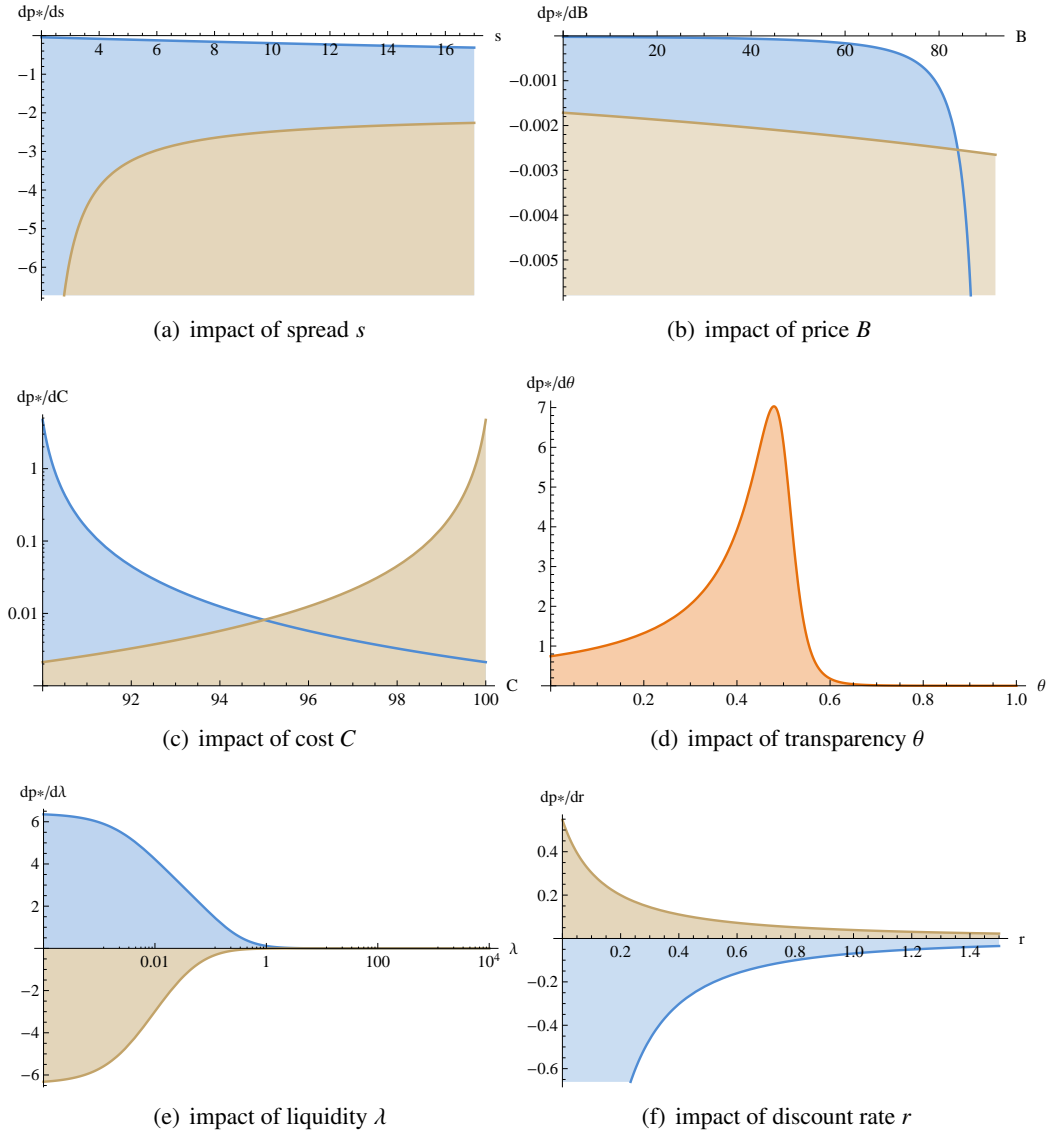 dp*/ds
s
4 6 8 10 12 14 16
−1
−2
−3
−4
−5
−6
(a) impact of spread s
dp*/dB
B
20 40 60 80
−0.001
−0.002
−0.003
−0.004
−0.005
(b) impact of price B
dp*/dC
1
0.1
0.01
92 94 96 98 100
C
(c) impact of cost C
dp*/dθ
7
6
5
4
3
2
1
0.2 0.4 0.6 0.8 1.0
θ
(d) impact of transparency θ
dp*/dλ
6
4
2
0.01 1 100 10^4
λ
−2
−4
−6
(e) impact of liquidity λ
dp*/dr
0.4
0.2
r
0.2 0.4 0.6 0.8 1.0 1.2 1.4
−0.2
−0.4
−0.6
(f) impact of discount rate r